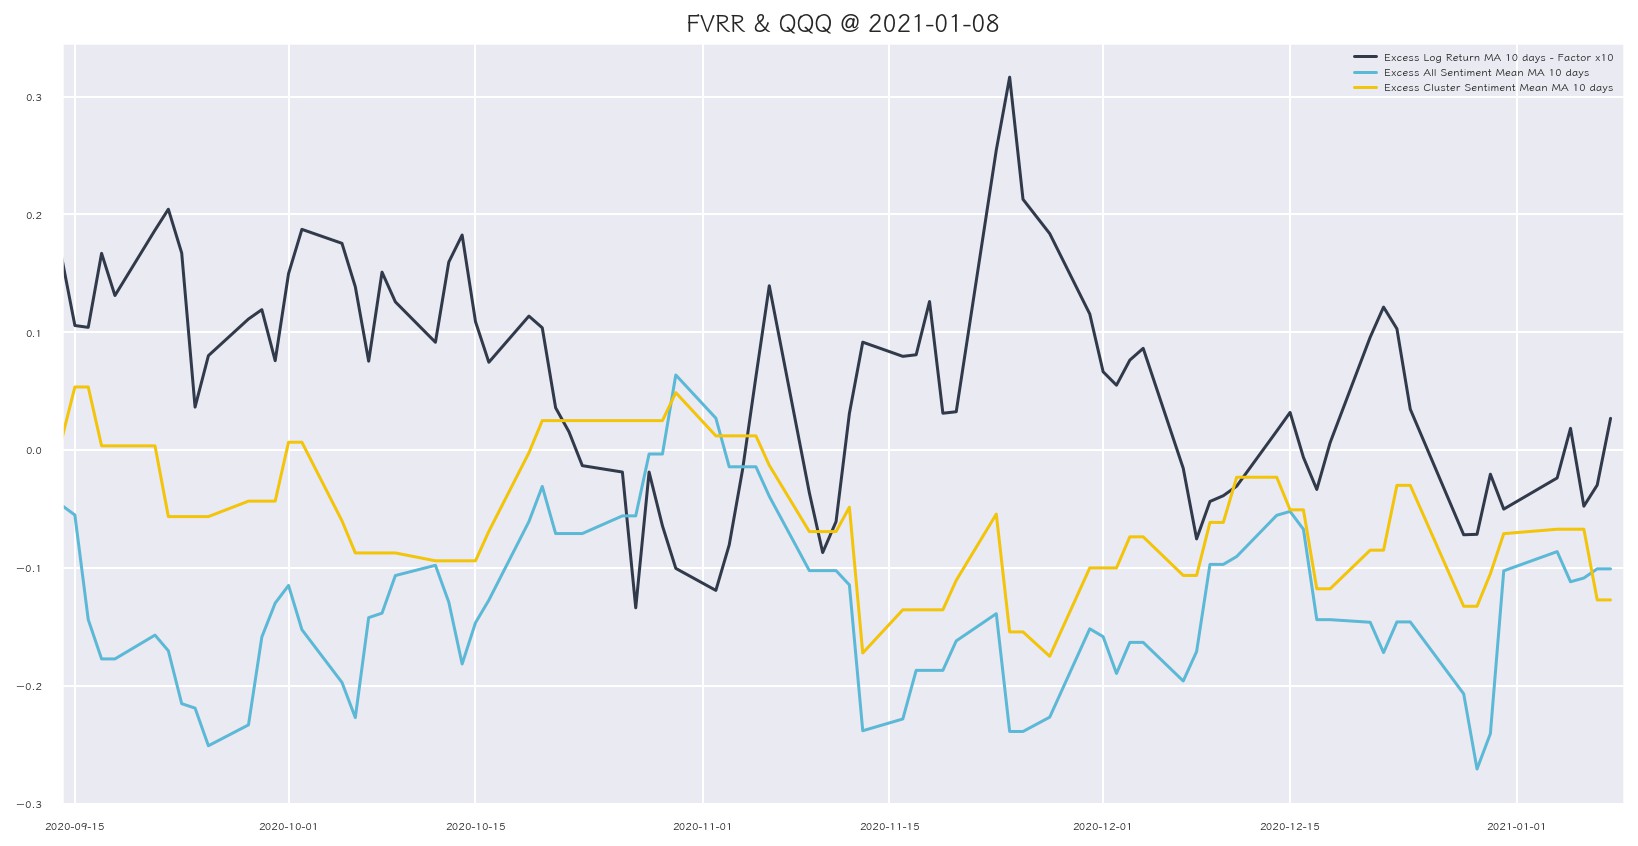 FVRR & QQQ @ 2021-01-08
Excess Log Return MA 10 days - Factor x10
Excess All Sentiment Mean MA 10 days
Excess Cluster Sentiment Mean MA 10 days
0.3
0.2
0.1
0.0
−0.1
−0.2
−0.3
2020-09-15 2020-10-01 2020-10-15 2020-11-01 2020-11-15 2020-12-01 2020-12-15 2021-01-01